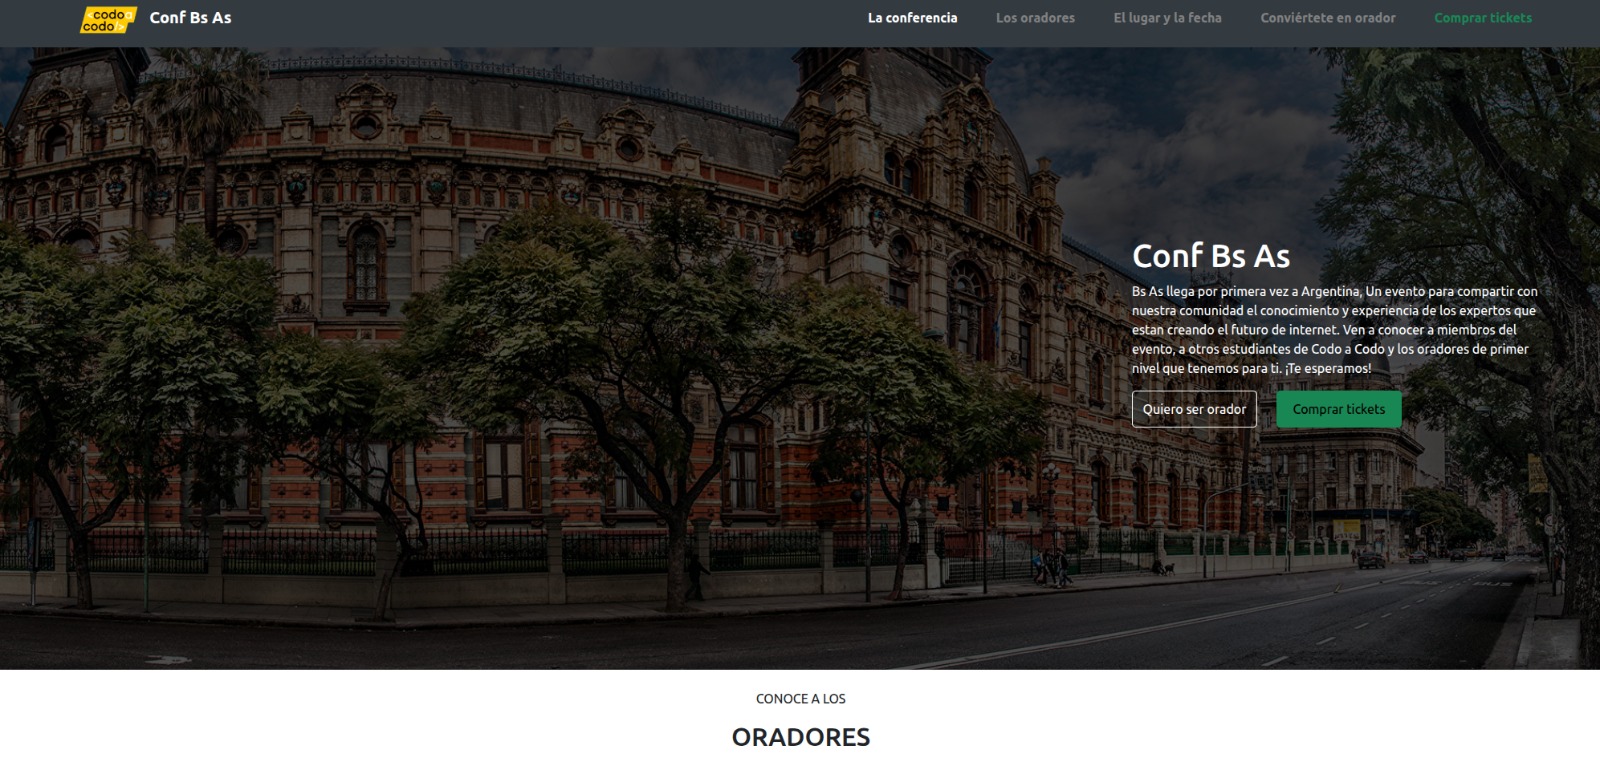 codo a
codo />
Conf Bs As
La conferencia
Los oradores
El lugar y la fecha
Conviértete en orador
Comprar tickets
Conf Bs As
Bs As llega por primera vez a Argentina, Un evento para compartir con
nuestra comunidad el conocimiento y experiencia de los expertos que
estan creando el futuro de internet. Ven a conocer a miembros del
evento, a otros estudiantes de Codo a Codo y los oradores de primer
nivel que tenemos para ti. ¡Te esperamos!
Quiero ser orador
Comprar tickets
CONOCE A LOS
ORADORES